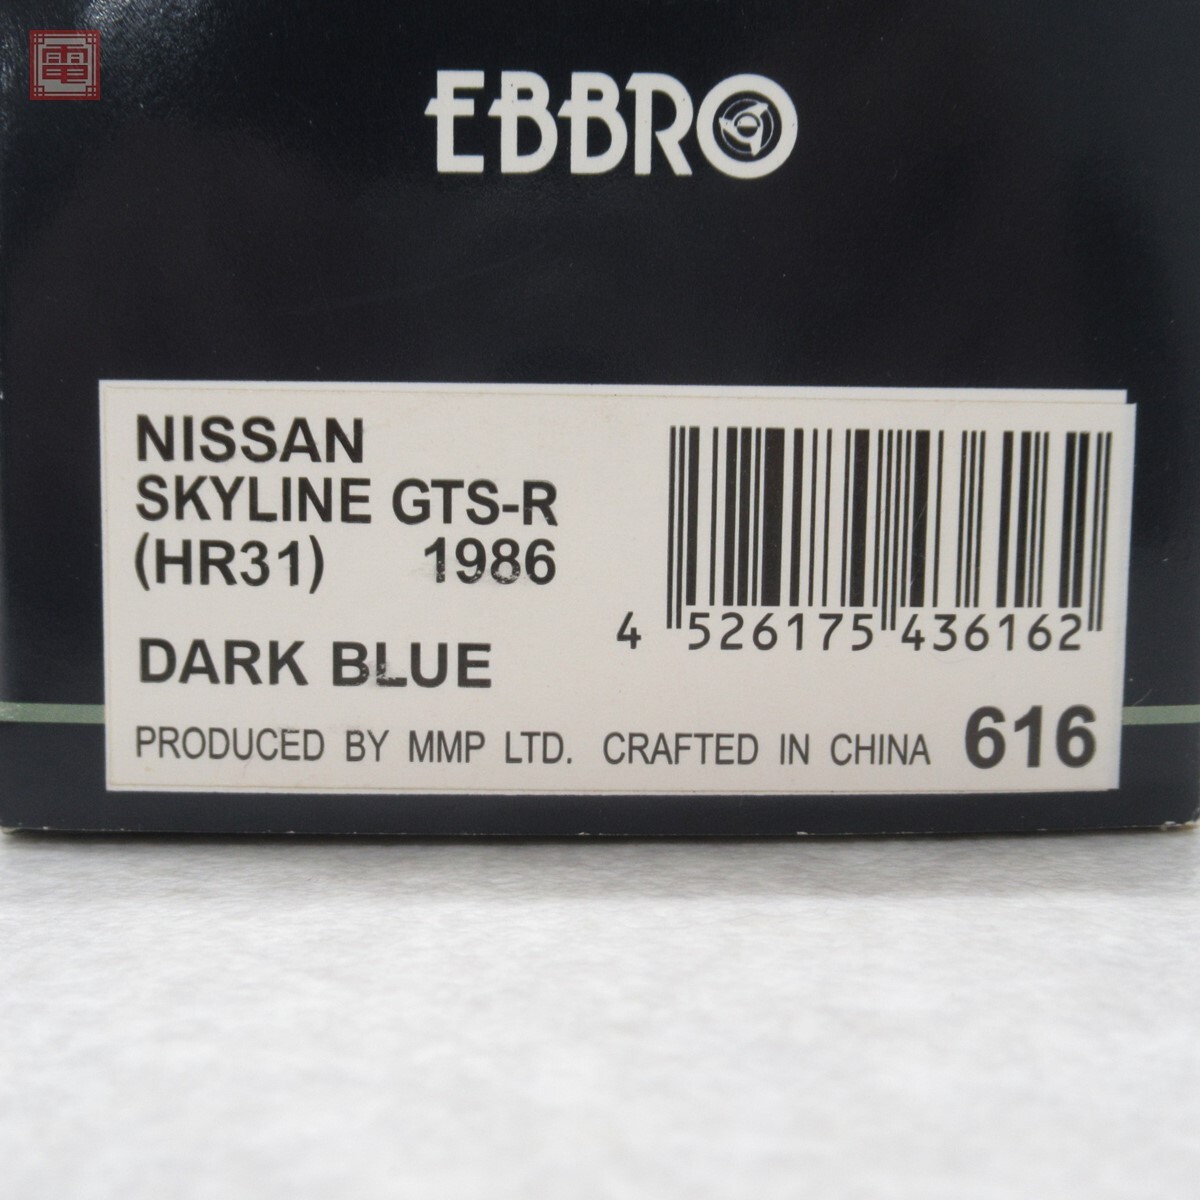 電
EBBRO
NISSAN
SKYLINE GTS-R
(HR31) 1986
DARK BLUE
4 526175 436162
PRODUCED BY MMP LTD. CRAFTED IN CHINA 616